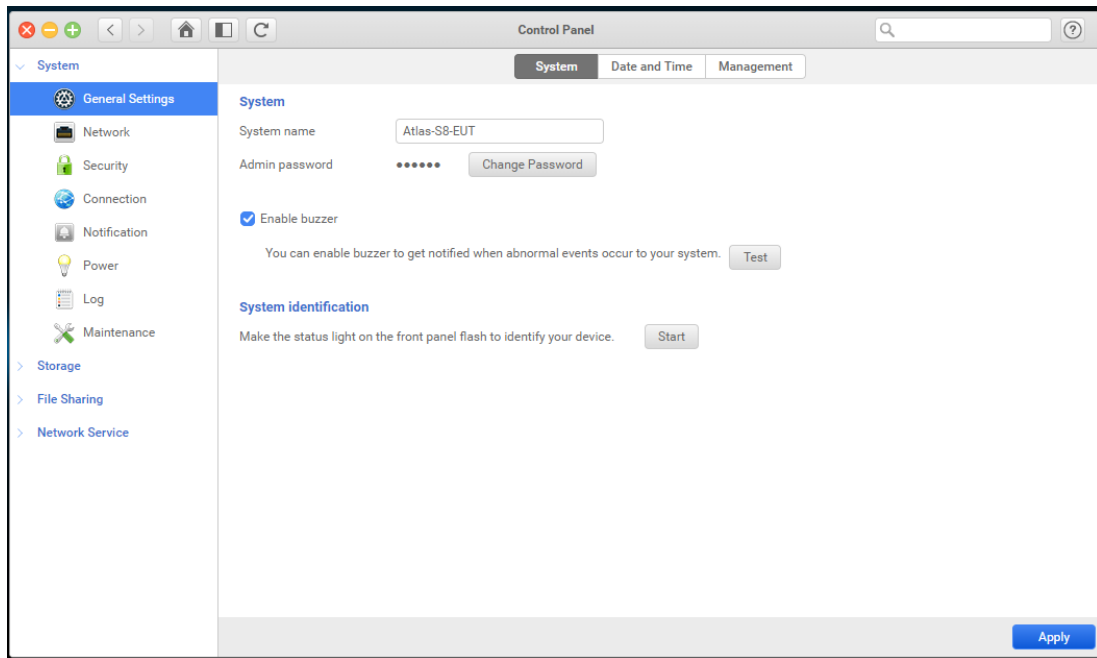 Control Panel
System
General Settings
Network
Security
Connection
Notification
Power
Log
Maintenance
Storage
File Sharing
Network Service
System Date and Time Management
System
System name Atlas-S8-EUT
Admin password •••••• Change Password
Enable buzzer
You can enable buzzer to get notified when abnormal events occur to your system. Test
System identification
Make the status light on the front panel flash to identify your device. Start
Apply